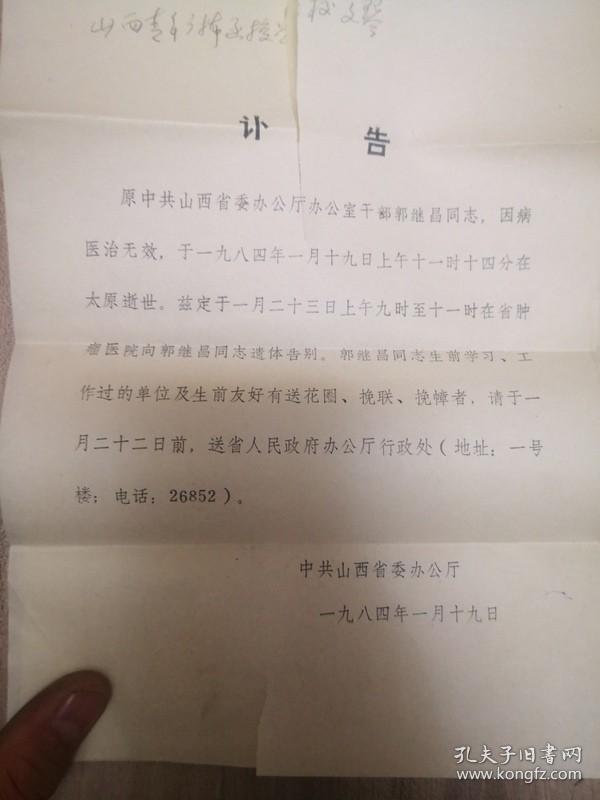 山西青年
讣告
原中共山西省委办公厅办公室干部郭继昌同志，因病
医治无效，于一九八四年一月十九日上午十一时十四分在
太原逝世。兹定于一月二十三日上午九时至十一时在省肿
瘤医院向郭继昌同志遗体告别。郭继昌同志生前学习、工
作过的单位及生前友好有送花圈、挽联、挽幛者，请于一
月二十二日前，送省人民政府办公厅行政处（地址：一号
楼；电话：26852）。
中共山西省委办公厅
一九八四年一月十九日
孔夫子旧书网
www.kongfz.com